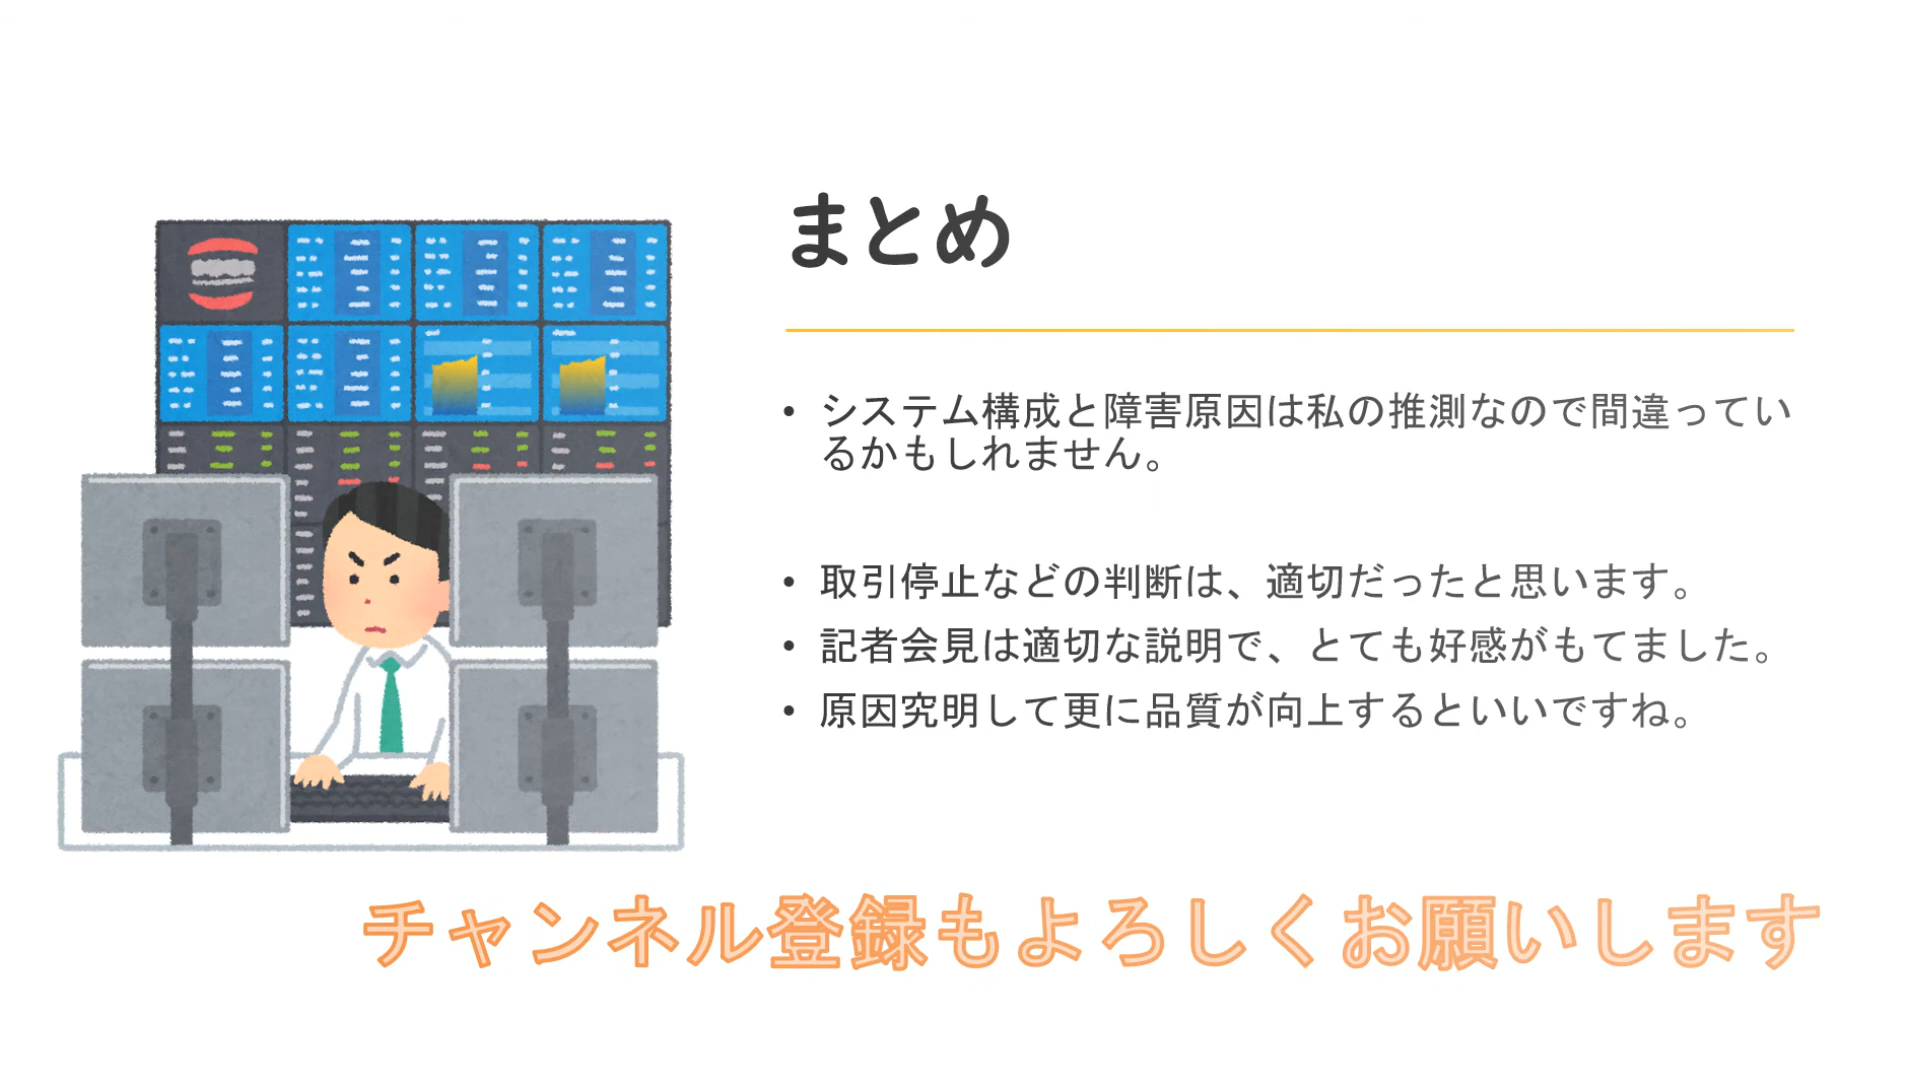 まとめ
• システム構成と障害原因は私の推測なので間違ってい
るかもしれません。
• 取引停止などの判断は、適切だったと思います。
• 記者会見は適切な説明で、とても好感がもてました。
• 原因究明して更に品質が向上するといいですね。
チャンネル登録もよろしくお願いします